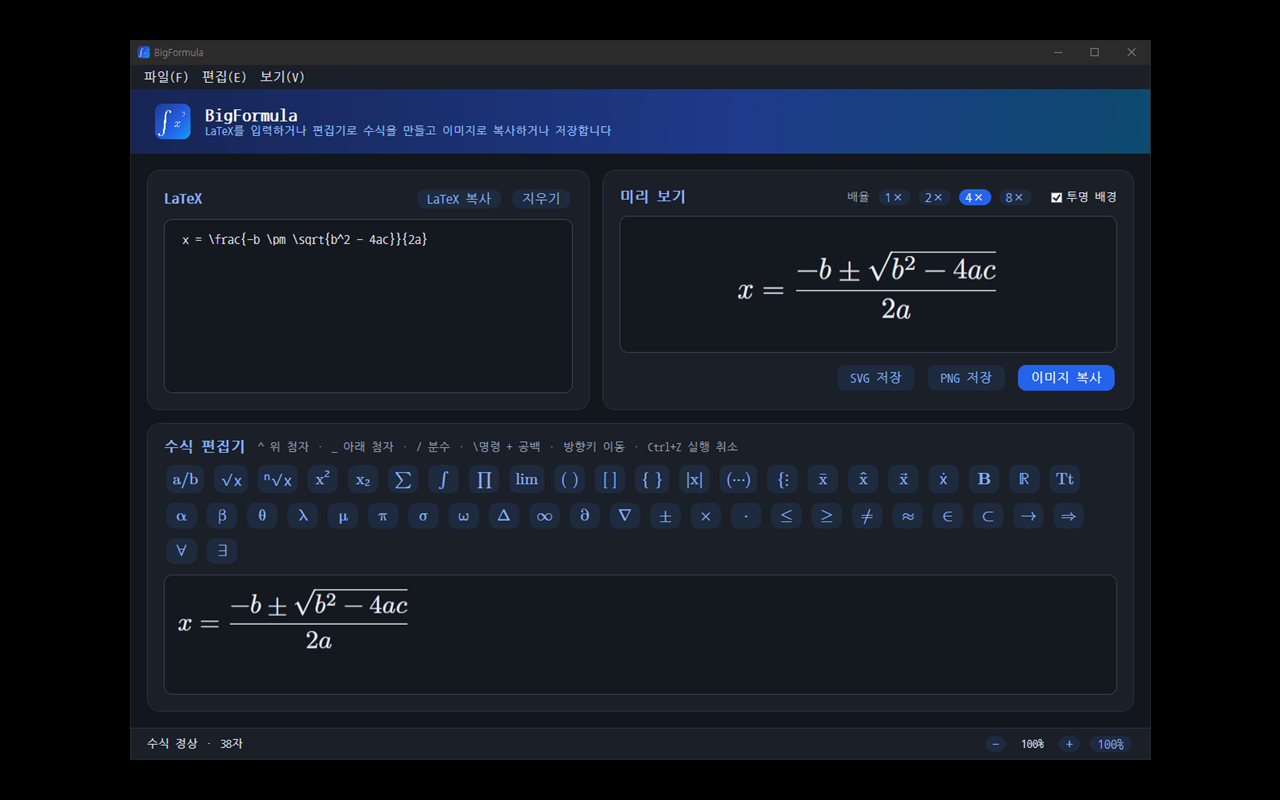 BigFormula
파일(F) 편집(E) 보기(V)
BigFormula
LaTeX를 입력하거나 편집기로 수식을 만들고 이미지로 복사하거나 저장합니다
LaTeX LaTeX 복사 지우기
x = \frac{-b \pm \sqrt{b^2 - 4ac}}{2a}
미리 보기 배율 1× 2× 4× 8× 투명 배경
x = −b ± √b² − 4ac
2a
SVG 저장 PNG 저장 이미지 복사
수식 편집기 ^ 위 첨자 · _ 아래 첨자 · / 분수 · \명령 + 공백 · 방향키 이동 · Ctrl+Z 실행 취소
a/b √x ⁿ√x x² x₂ ∑ ∫ ∏ lim ( ) [ ] { } |x| (⋯) {⋮ x̄ x̂ x⃗ ẋ B ℝ Tt
α β θ λ μ π σ ω Δ ∞ ∂ ∇ ± × · ≤ ≥ ≠ ≈ ∈ ⊂ → ⇒
∀ ∃
x = −b ± √b² − 4ac
2a
수식 정상 · 38자 − 100% + 100%